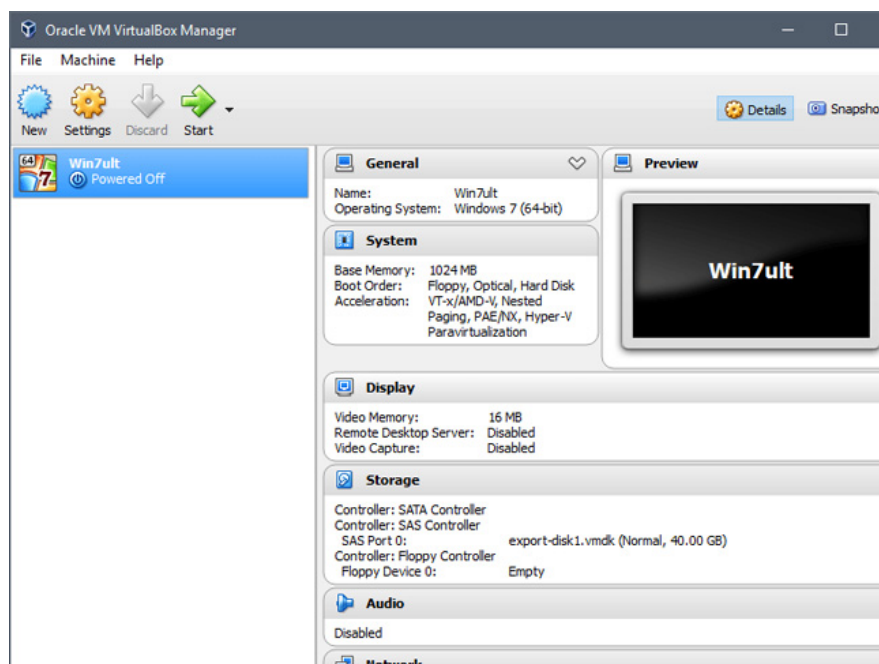 Oracle VM VirtualBox Manager
File Machine Help
New Settings Discard Start
Details Snapsho
64
7
Win7ult
Powered Off
General
Name: Win7ult
Operating System: Windows 7 (64-bit)
Preview
Win7ult
System
Base Memory: 1024 MB
Boot Order: Floppy, Optical, Hard Disk
Acceleration: VT-x/AMD-V, Nested
Paging, PAE/NX, Hyper-V
Paravirtualization
Display
Video Memory: 16 MB
Remote Desktop Server: Disabled
Video Capture: Disabled
Storage
Controller: SATA Controller
Controller: SAS Controller
SAS Port 0: export-disk1.vmdk (Normal, 40.00 GB)
Controller: Floppy Controller
Floppy Device 0: Empty
Audio
Disabled
Network